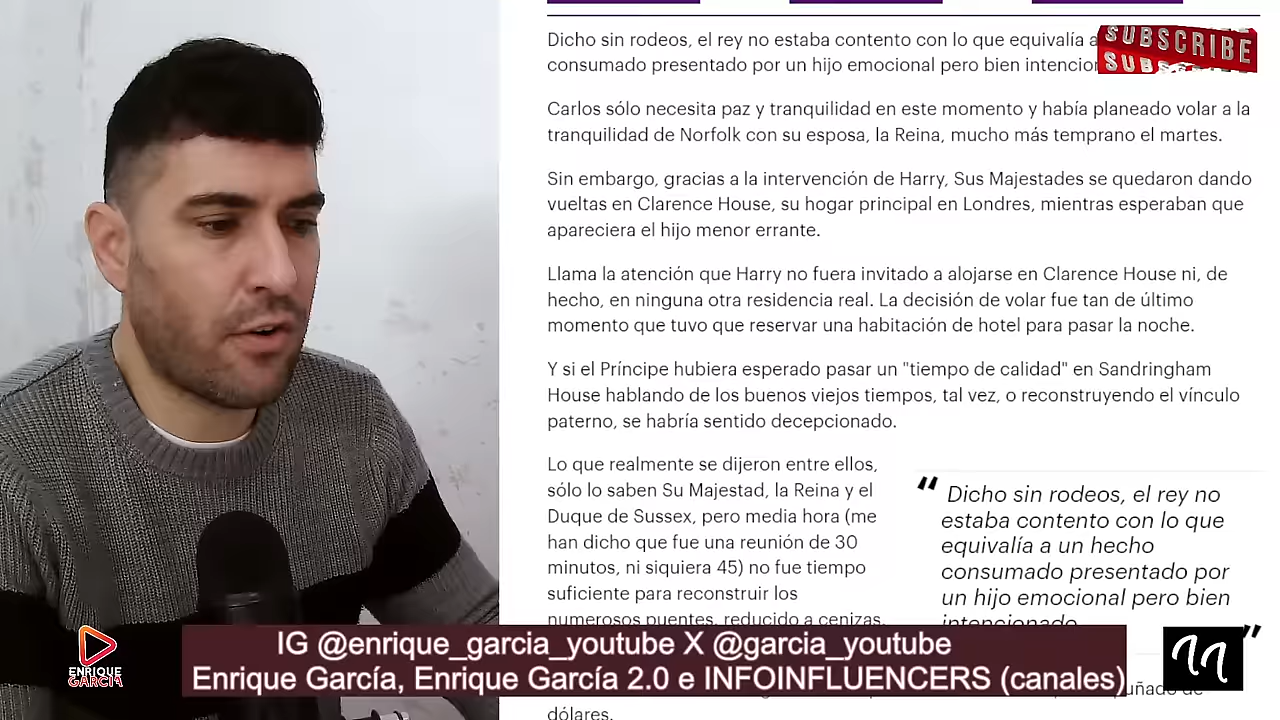 Dicho sin rodeos, el rey no estaba contento con lo que equivalía a
consumado presentado por un hijo emocional pero bien
SUBSCRIBE
Carlos sólo necesita paz y tranquilidad en este momento y había planeado volar a la
tranquilidad de Norfolk con su esposa, la Reina, mucho más temprano el martes.
Sin embargo, gracias a la intervención de Harry, Sus Majestades se quedaron dando
vueltas en Clarence House, su hogar principal en Londres, mientras esperaban que
apareciera el hijo menor errante.
Llama la atención que Harry no fuera invitado a alojarse en Clarence House ni, de
hecho, en ninguna otra residencia real. La decisión de volar fue tan de último
momento que tuvo que reservar una habitación de hotel para pasar la noche.
Y si el Príncipe hubiera esperado pasar un "tiempo de calidad" en Sandringham
House hablando de los buenos viejos tiempos, tal vez, o reconstruyendo el vínculo
paterno, se habría sentido decepcionado.
Lo que realmente se dijeron entre ellos,
sólo lo saben Su Majestad, la Reina y el
Duque de Sussex, pero media hora (me
han dicho que fue una reunión de 30
minutos, ni siquiera 45) no fue tiempo
suficiente para reconstruir los
numerosos puentes, reducido a cenizas,
“ Dicho sin rodeos, el rey no
estaba contento con lo que
equivalía a un hecho
consumado presentado por
un hijo emocional pero bien
intencionado ”
dólares.
IG @enrique_garcia_youtube X @garcia_youtube
Enrique García, Enrique García 2.0 e INFOINFLUENCERS (canales)
ENRIQUE
GARCÍA